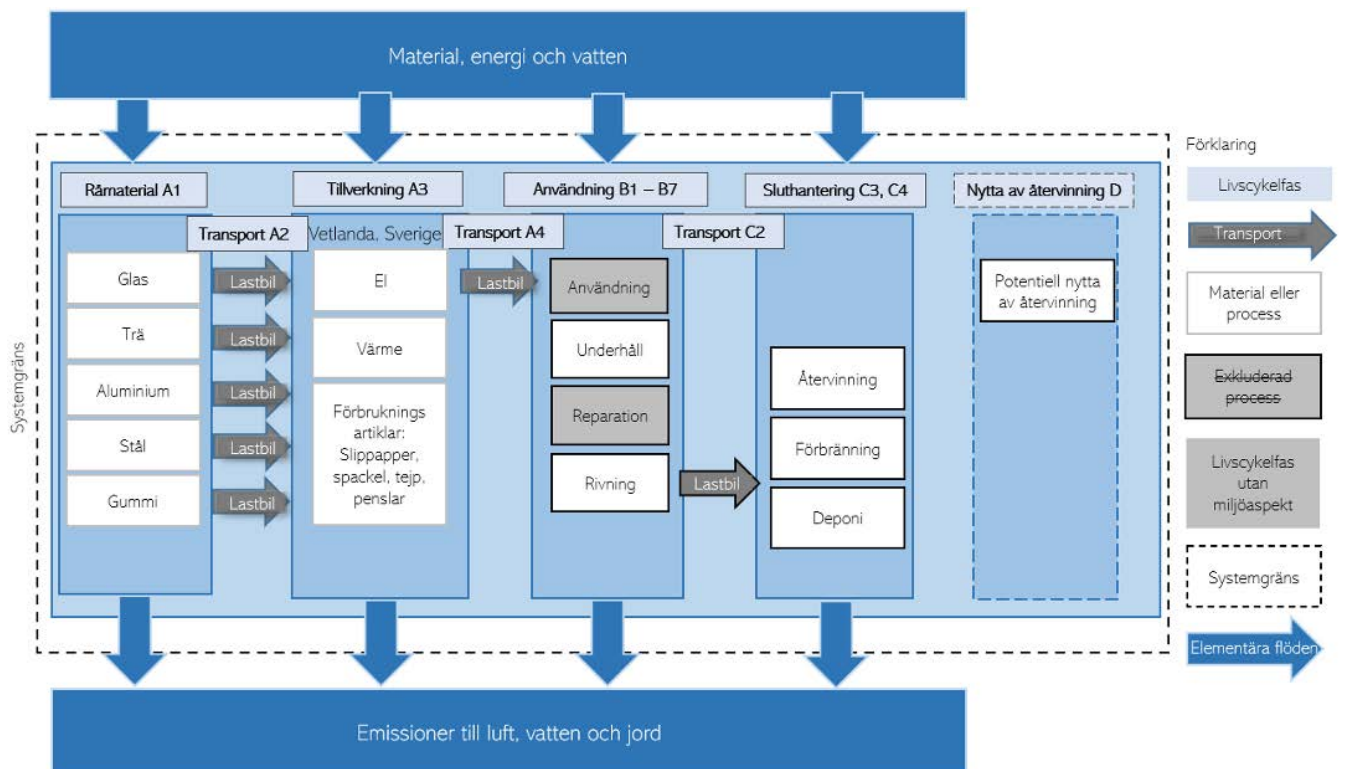 Material, energi och vatten
Systemgräns
Råmaterial A1
Tillverkning A3
Användning B1 – B7
Sluthantering C3, C4
Nytta av återvinning D
Transport A2
Vetlanda, Sverige
Transport A4
Transport C2
Glas
Trä
Aluminium
Stål
Gummi
Lastbil
Lastbil
Lastbil
Lastbil
Lastbil
El
Värme
Förbruknings
artiklar:
Slippapper,
spackel, tejp,
penslar
Lastbil
Användning
Underhåll
Reparation
Rivning
Lastbil
Återvinning
Förbränning
Deponi
Potentiell nytta
av återvinning
Förklaring
Livscykelfas
Transport
Material eller
process
Exkluderad
process
Livscykelfas
utan
miljöaspekt
Systemgräns
Elementära flöden
Emissioner till luft, vatten och jord